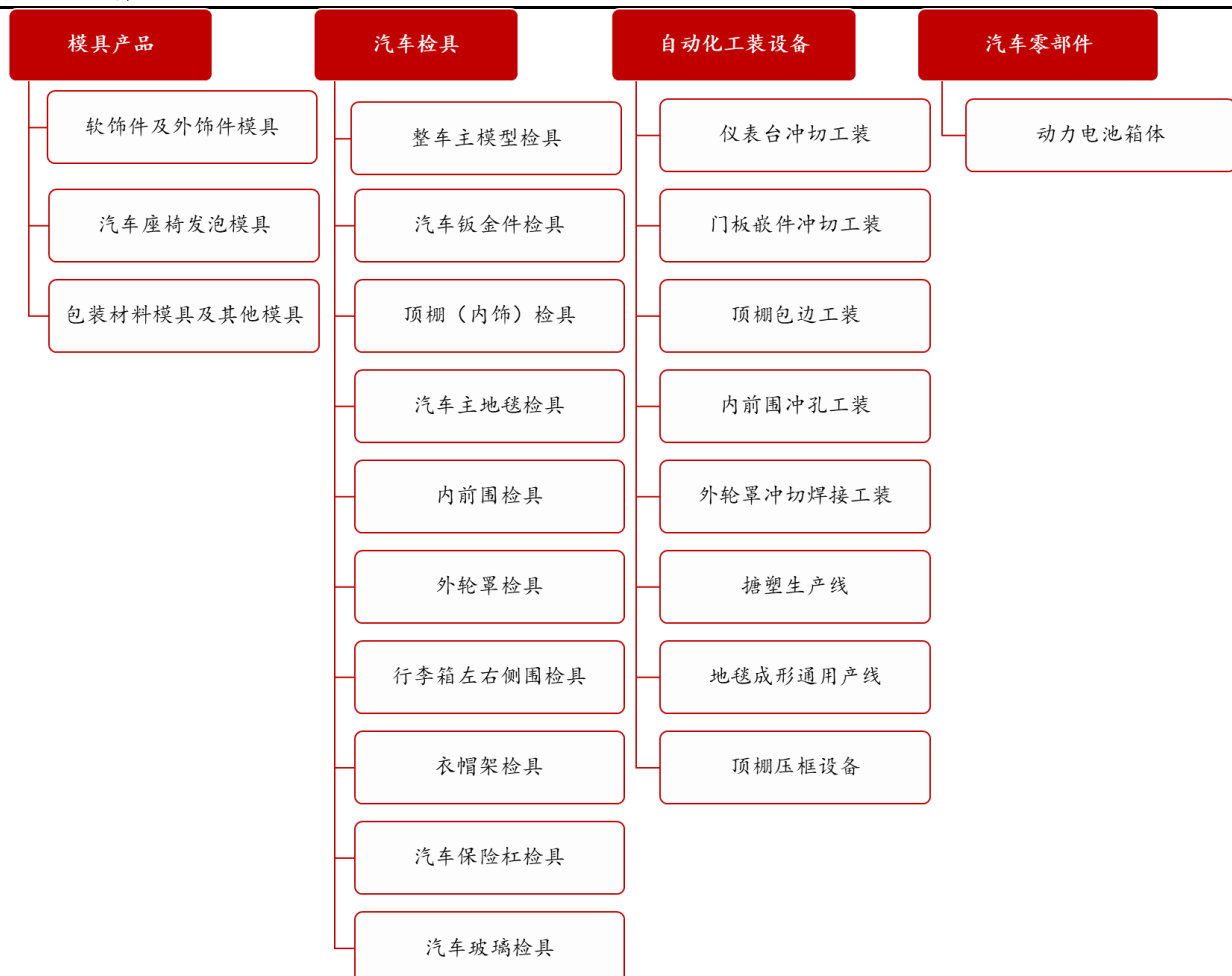 模具产品
软饰件及外饰件模具
汽车座椅发泡模具
包装材料模具及其他模具
汽车检具
整车主模型检具
汽车钣金件检具
顶棚（内饰）检具
汽车主地毯检具
内前围检具
外轮罩检具
行李箱左右侧围检具
衣帽架检具
汽车保险杠检具
汽车玻璃检具
自动化工装设备
仪表台冲切工装
门板嵌件冲切工装
顶棚包边工装
内前围冲孔工装
外轮罩冲切焊接工装
搪塑生产线
地毯成形通用产线
顶棚压框设备
汽车零部件
动力电池箱体